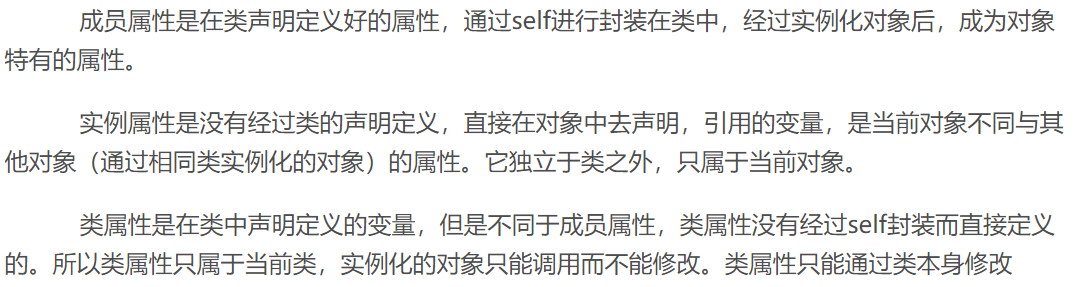 成员属性是在类声明定义好的属性，通过self进行封装在类中，经过实例化对象后，成为对象
特有的属性。
实例属性是没有经过类的声明定义，直接在对象中去声明，引用的变量，是当前对象不同与其
他对象（通过相同类实例化的对象）的属性。它独立于类之外，只属于当前对象。
类属性是在类中声明定义的变量，但是不同于成员属性，类属性没有经过self封装而直接定义
的。所以类属性只属于当前类，实例化的对象只能调用而不能修改。类属性只能通过类本身修改